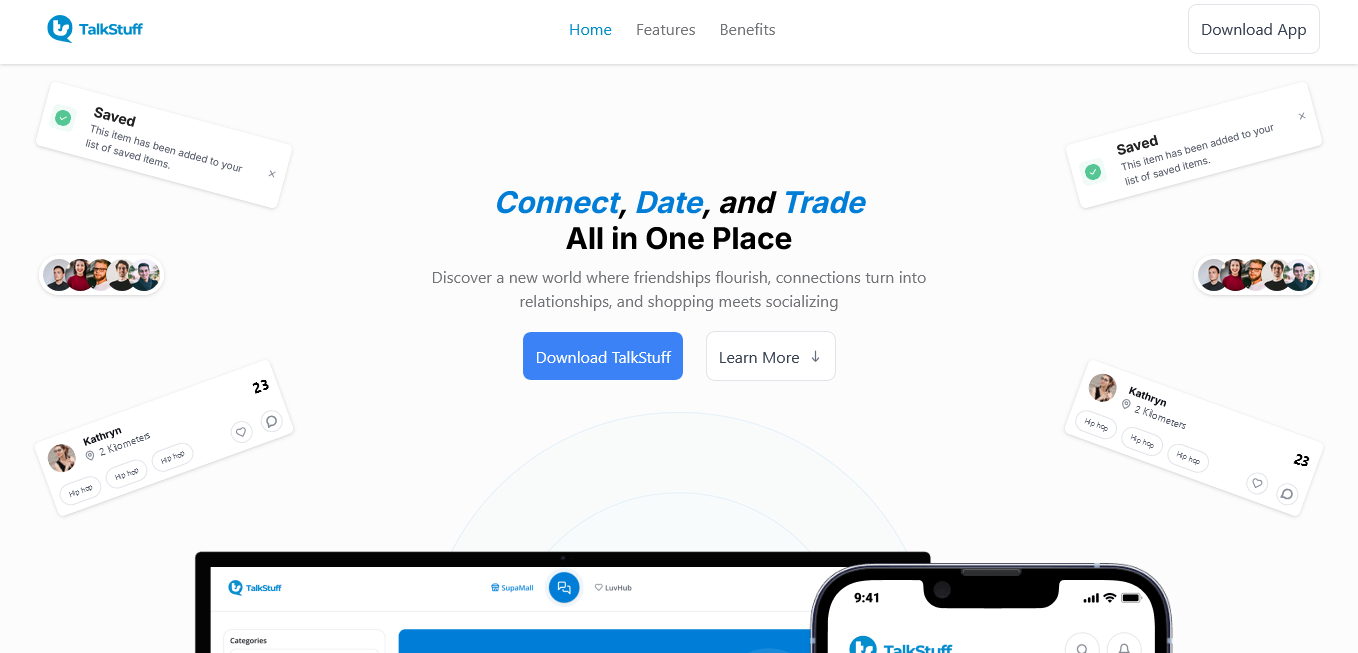 TalkStuff
Home Features Benefits
Download App
Saved
This item has been added to your
list of saved items.
Saved
This item has been added to your
list of saved items.
Connect, Date, and Trade
All in One Place
Discover a new world where friendships flourish, connections turn into
relationships, and shopping meets socializing
Download TalkStuff
Learn More ↓
23
Kathryn
2 Kilometers
Hip hop Hip hop Hip hop
Kathryn
2 Kilometers
Hip hop Hip hop Hip hop
23
TalkStuff
SupaMall
LuvHub
Categories
9:41
TalkStuff